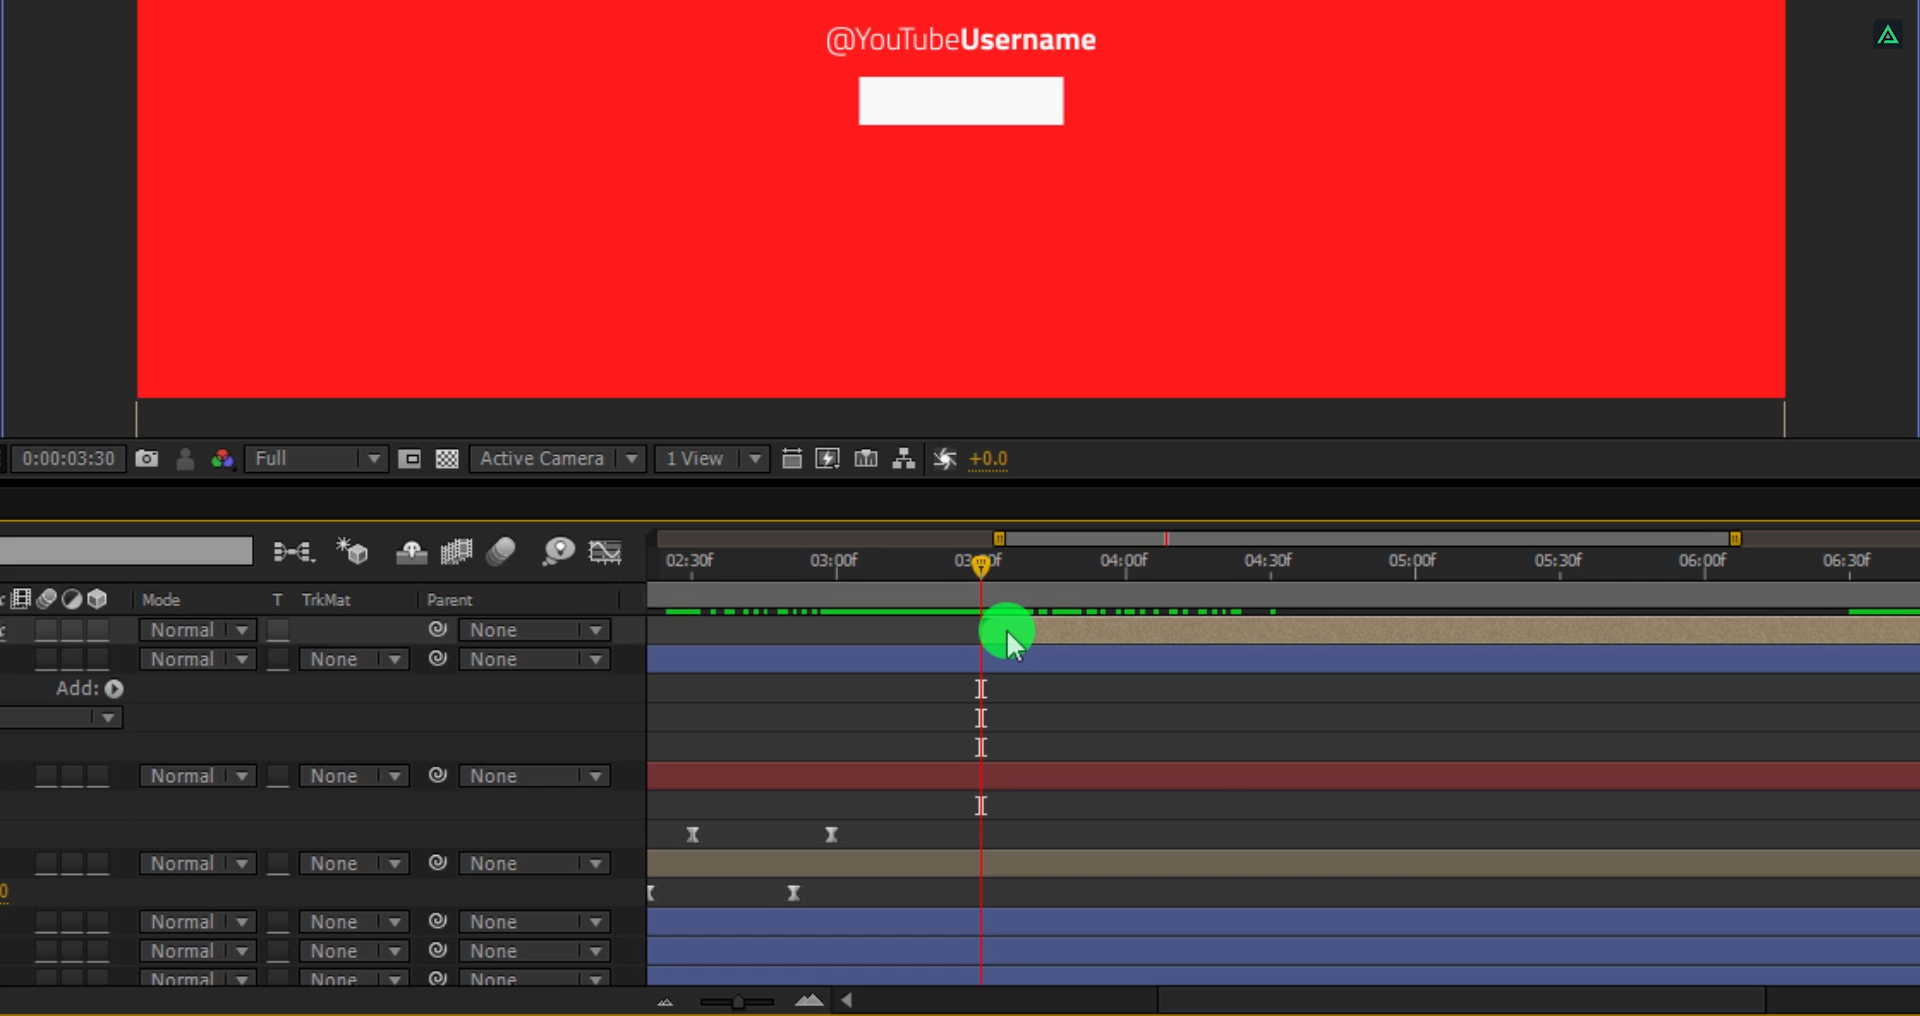 @YouTubeUsername
0:00:03:30 Full Active Camera 1 View +0.0
02:30f 03:00f 04:00f 04:30f 05:00f 05:30f 06:00f 06:30f
Mode T TrkMat Parent
Normal None
Normal None None
Add:
Normal None None
Normal None None
0
Normal None None
Normal None None
Normal None None